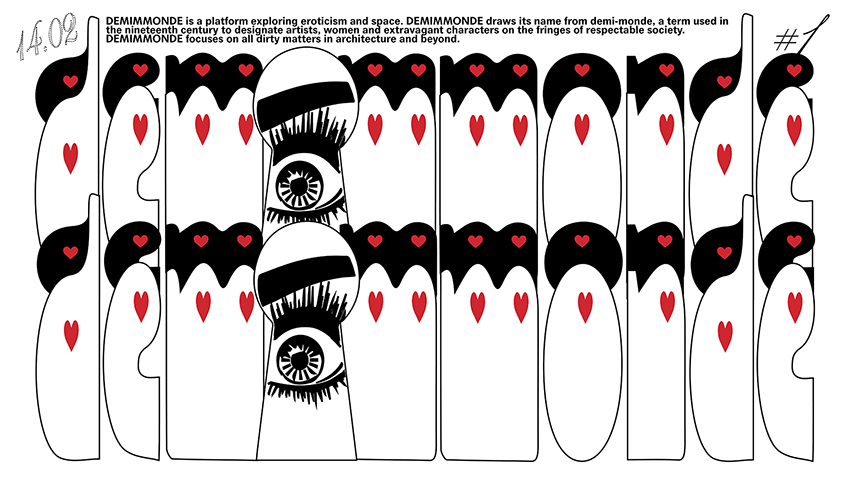 14.02
DEMIMMONDE is a platform exploring eroticism and space. DEMIMMONDE draws its name from demi-monde, a term used in
the nineteenth century to designate artists, women and extravagant characters on the fringes of respectable society.
DEMIMMONDE focuses on all dirty matters in architecture and beyond.
#1
demimmonde
demimmonde